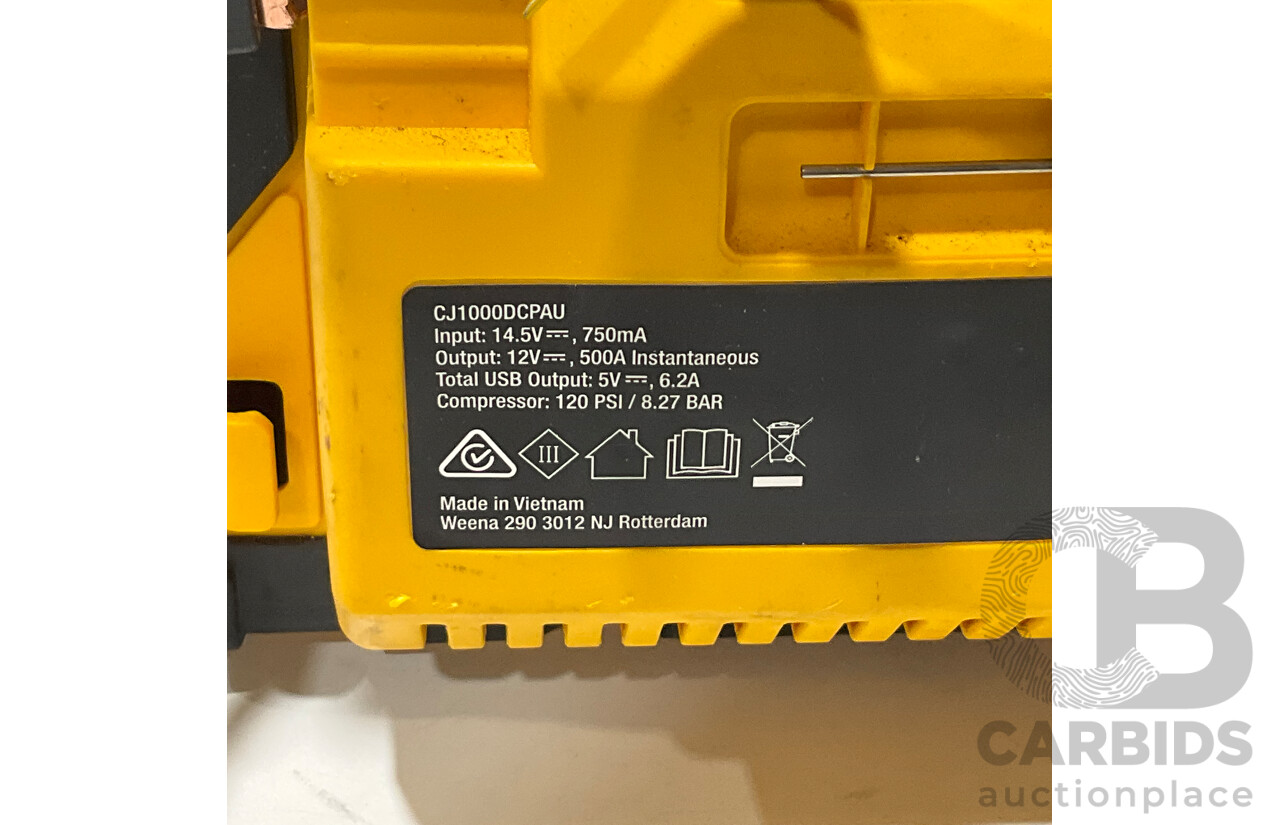 CJ1000DCPAU
Input: 14.5V⎓, 750mA
Output: 12V⎓, 500A Instantaneous
Total USB Output: 5V⎓, 6.2A
Compressor: 120 PSI / 8.27 BAR
III
Made in Vietnam
Weena 290 3012 NJ Rotterdam
CB
CARBIDS
auctionplace